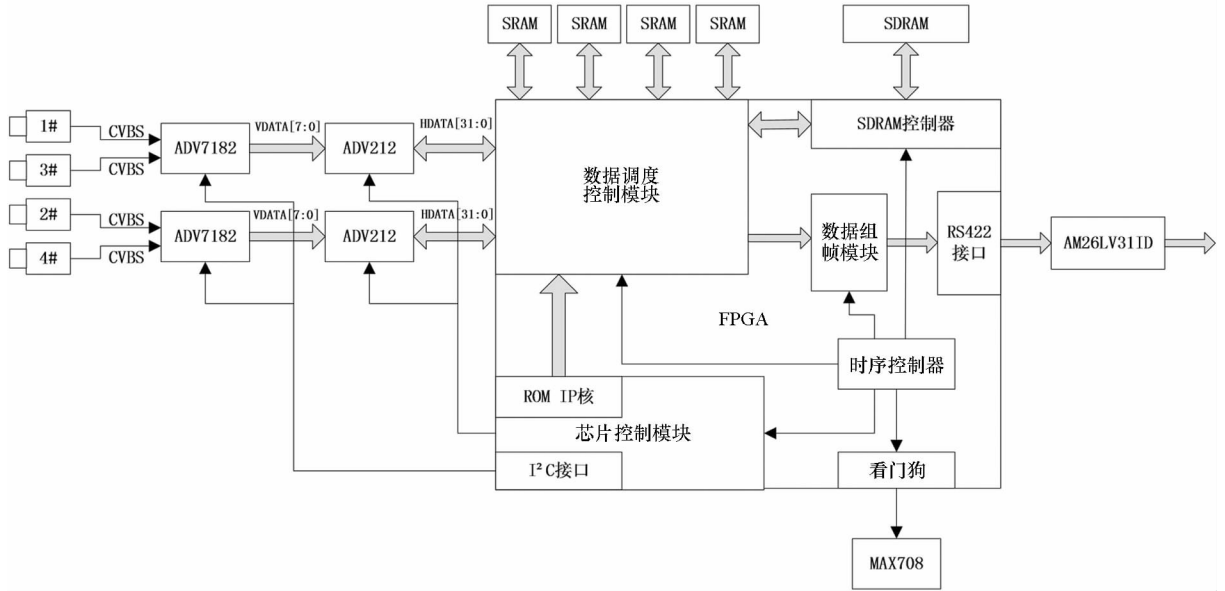 SRAM
SRAM
SRAM
SRAM
SDRAM
1#
CVBS
3#
CVBS
ADV7182
VDATA[7:0]
ADV212
HDATA[31:0]
2#
CVBS
4#
CVBS
ADV7182
VDATA[7:0]
ADV212
HDATA[31:0]
数据调度
控制模块
SDRAM控制器
数据组
帧模块
RS422
接口
AM26LV31ID
FPGA
时序控制器
ROM IP核
芯片控制模块
I²C接口
看门狗
MAX708